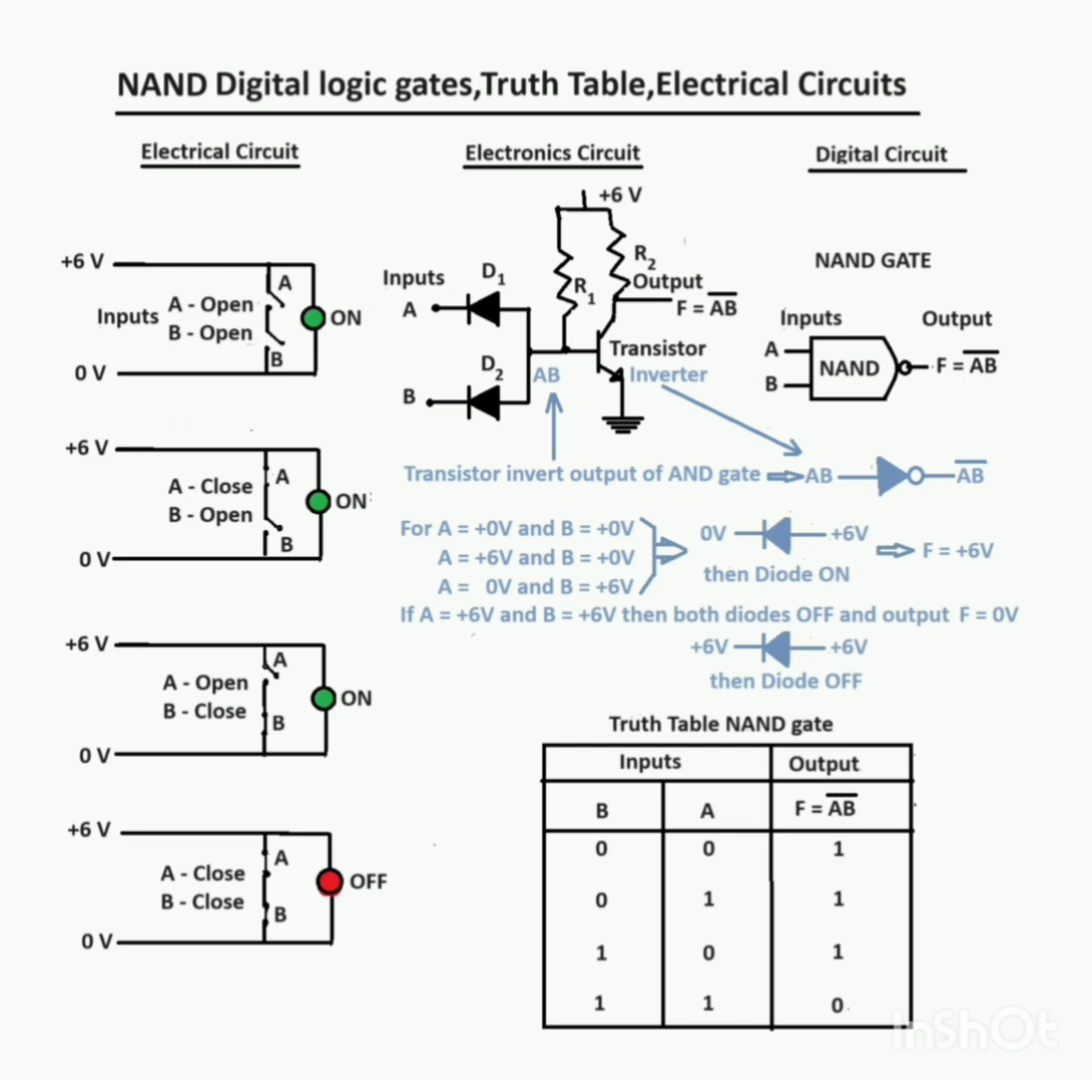 NAND Digital logic gates,Truth Table,Electrical Circuits
Electrical Circuit
+6 V
Inputs
A - Open
B - Open
A
B
ON
0 V
+6 V
A - Close
B - Open
A
B
ON
0 V
+6 V
A - Open
B - Close
A
B
ON
0 V
+6 V
A - Close
B - Close
A
B
OFF
0 V
Electronics Circuit
+6 V
R2
R1
Inputs
D1
A
D2
B
Output
F = A̅B̅
Transistor
AB
Inverter
Digital Circuit
NAND GATE
Inputs
Output
A
B
NAND
F = A̅B̅
Transistor invert output of AND gate ⇨ AB A̅B̅
For A = +0V and B = +0V
A = +6V and B = +0V
A = 0V and B = +6V
0V +6V
then Diode ON
⇨ F = +6V
If A = +6V and B = +6V then both diodes OFF and output F = 0V
+6V +6V
then Diode OFF
Truth Table NAND gate
Inputs Output
B A F = A̅B̅
0 0 1
0 1 1
1 0 1
1 1 0
InShOt